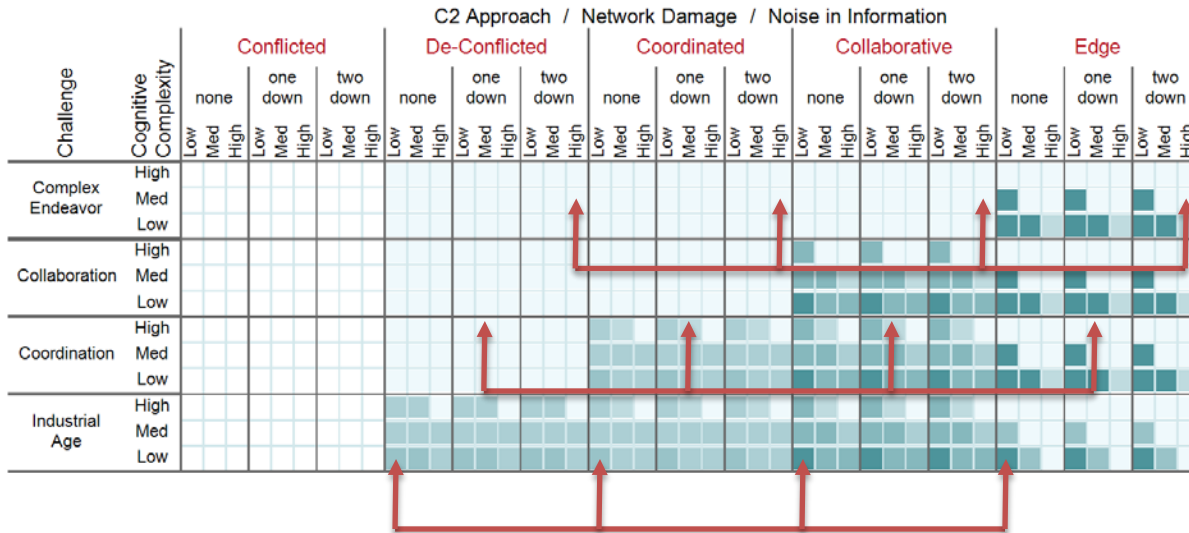 C2 Approach / Network Damage / Noise in Information
Conflicted De-Conflicted Coordinated Collaborative Edge
Challenge
Cognitive
Complexity
none one down two down none one down two down none one down two down none one down two down none one down two down
Low Med High Low Med High Low Med High Low Med High Low Med High Low Med High Low Med High Low Med High Low Med High Low Med High Low Med High Low Med High Low Med High Low Med High Low Med High
Complex
Endeavor
High
Med
Low
Collaboration
High
Med
Low
Coordination
High
Med
Low
Industrial
Age
High
Med
Low